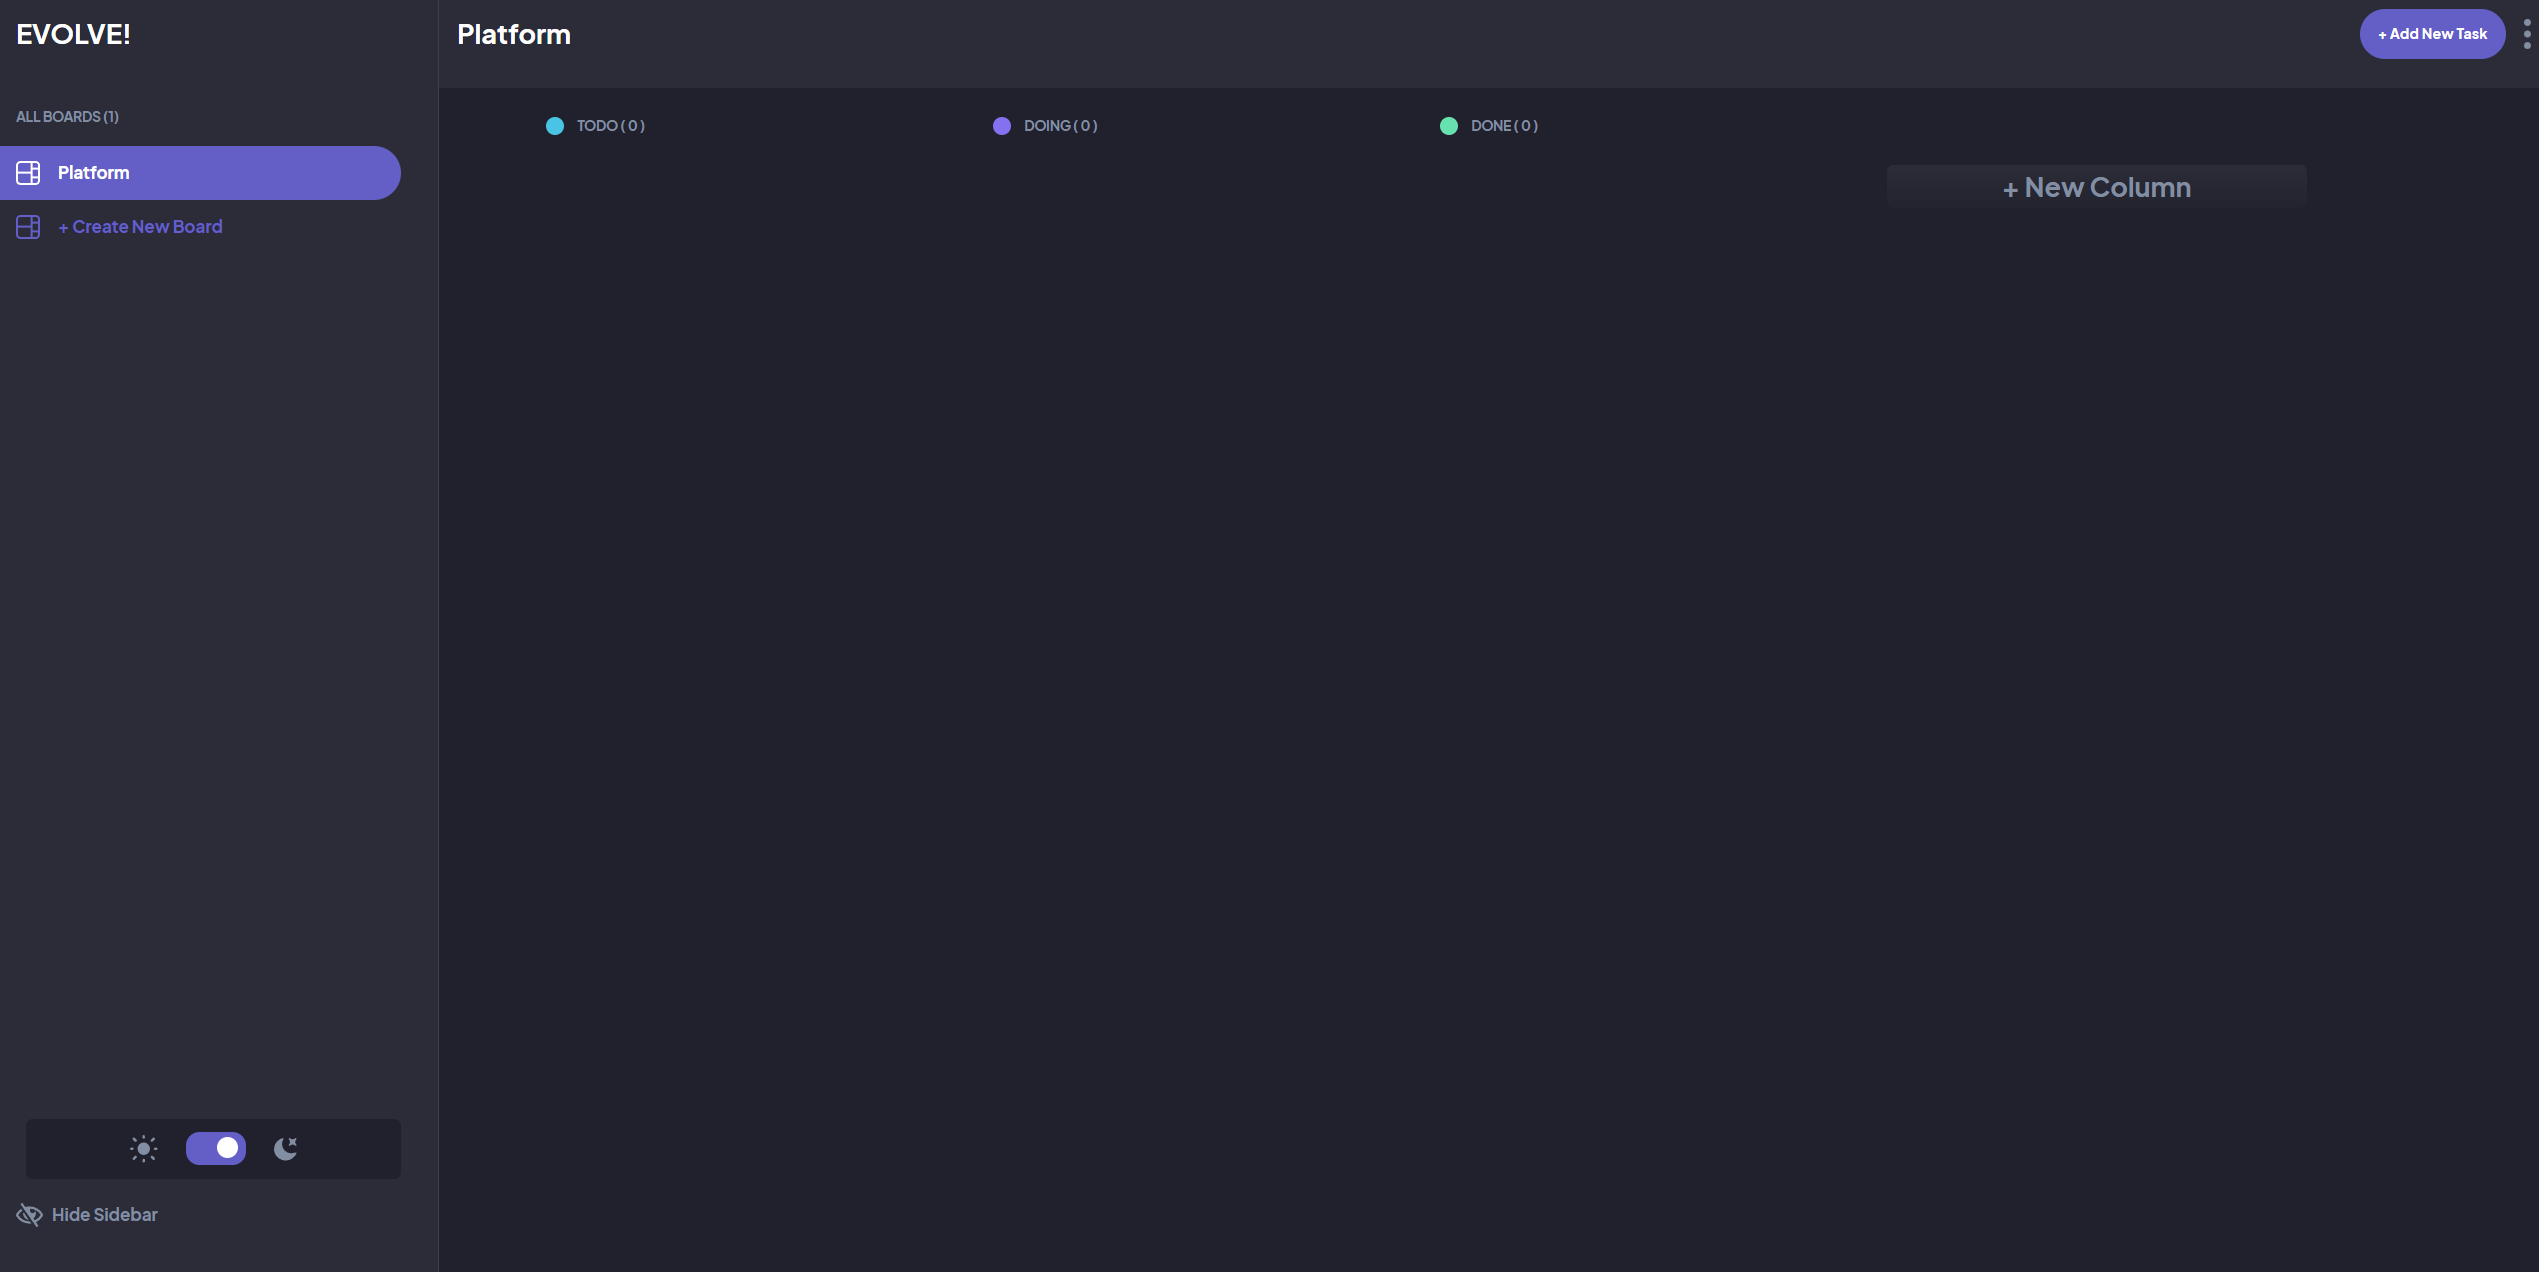 EVOLVE!
Platform
+ Add New Task
ALL BOARDS (1)
Platform
+ Create New Board
TODO ( 0 )
DOING ( 0 )
DONE ( 0 )
+ New Column
Hide Sidebar